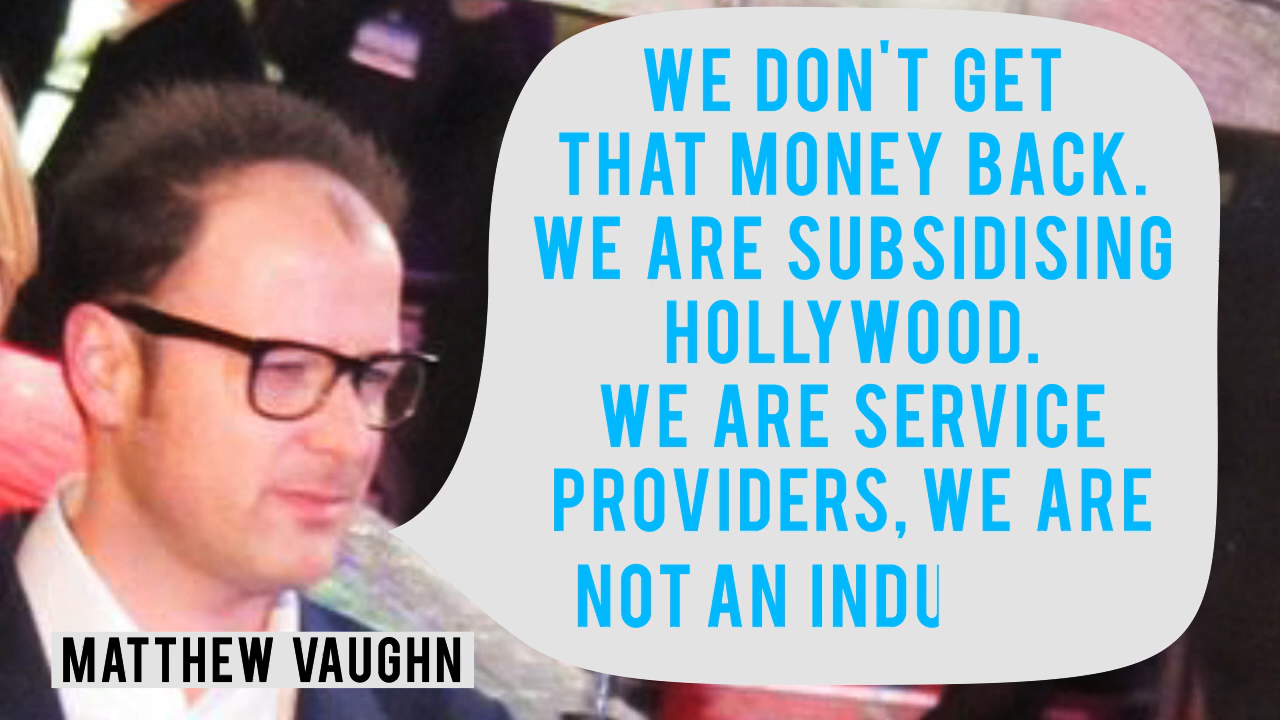 WE DON'T GET
THAT MONEY BACK.
WE ARE SUBSIDISING
HOLLYWOOD.
WE ARE SERVICE
PROVIDERS, WE ARE
NOT AN INDU
MATTHEW VAUGHN